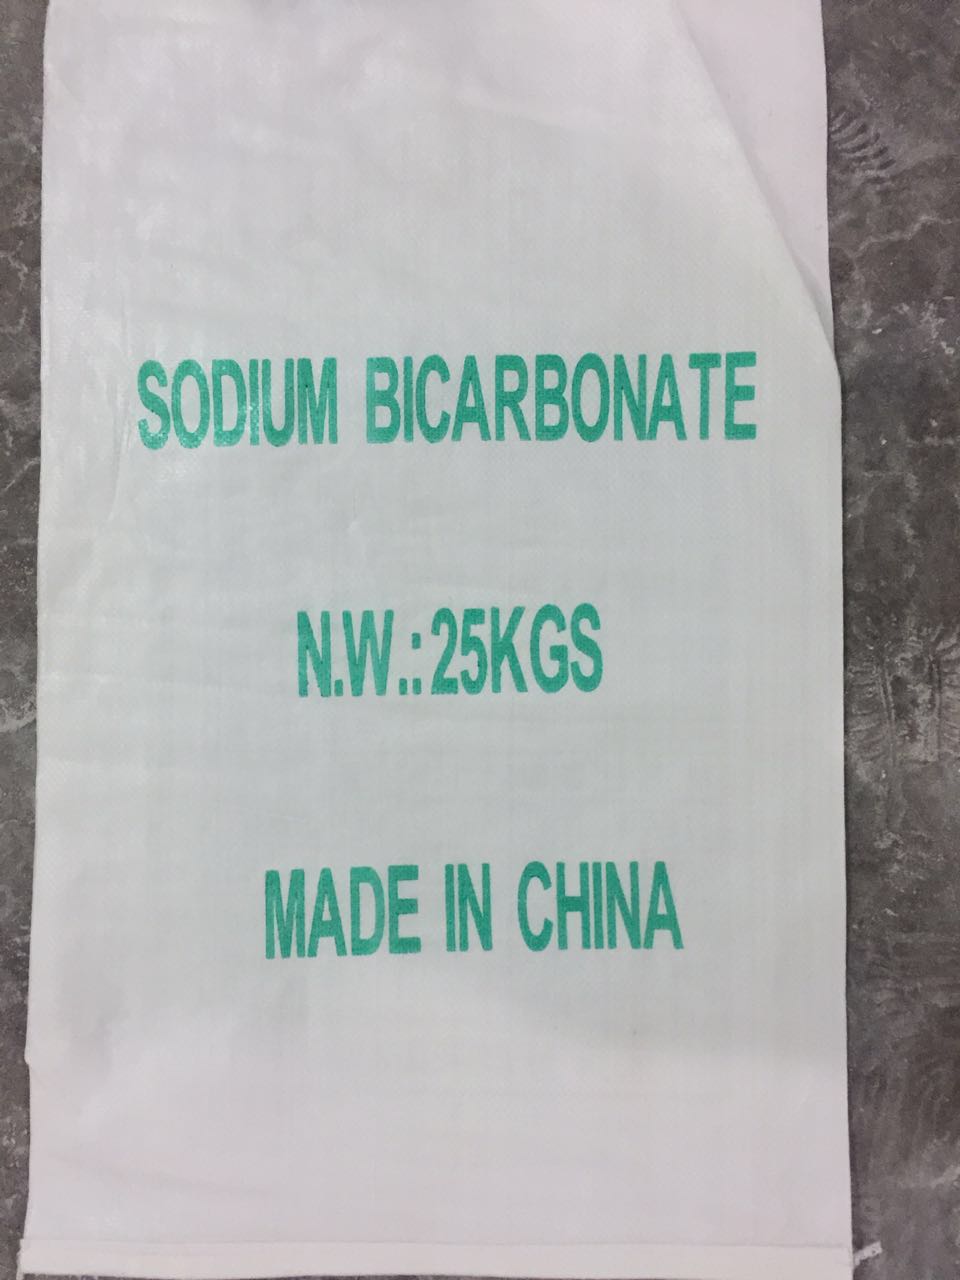 SODIUM BICARBONATE
N.W.:25KGS
MADE IN CHINA